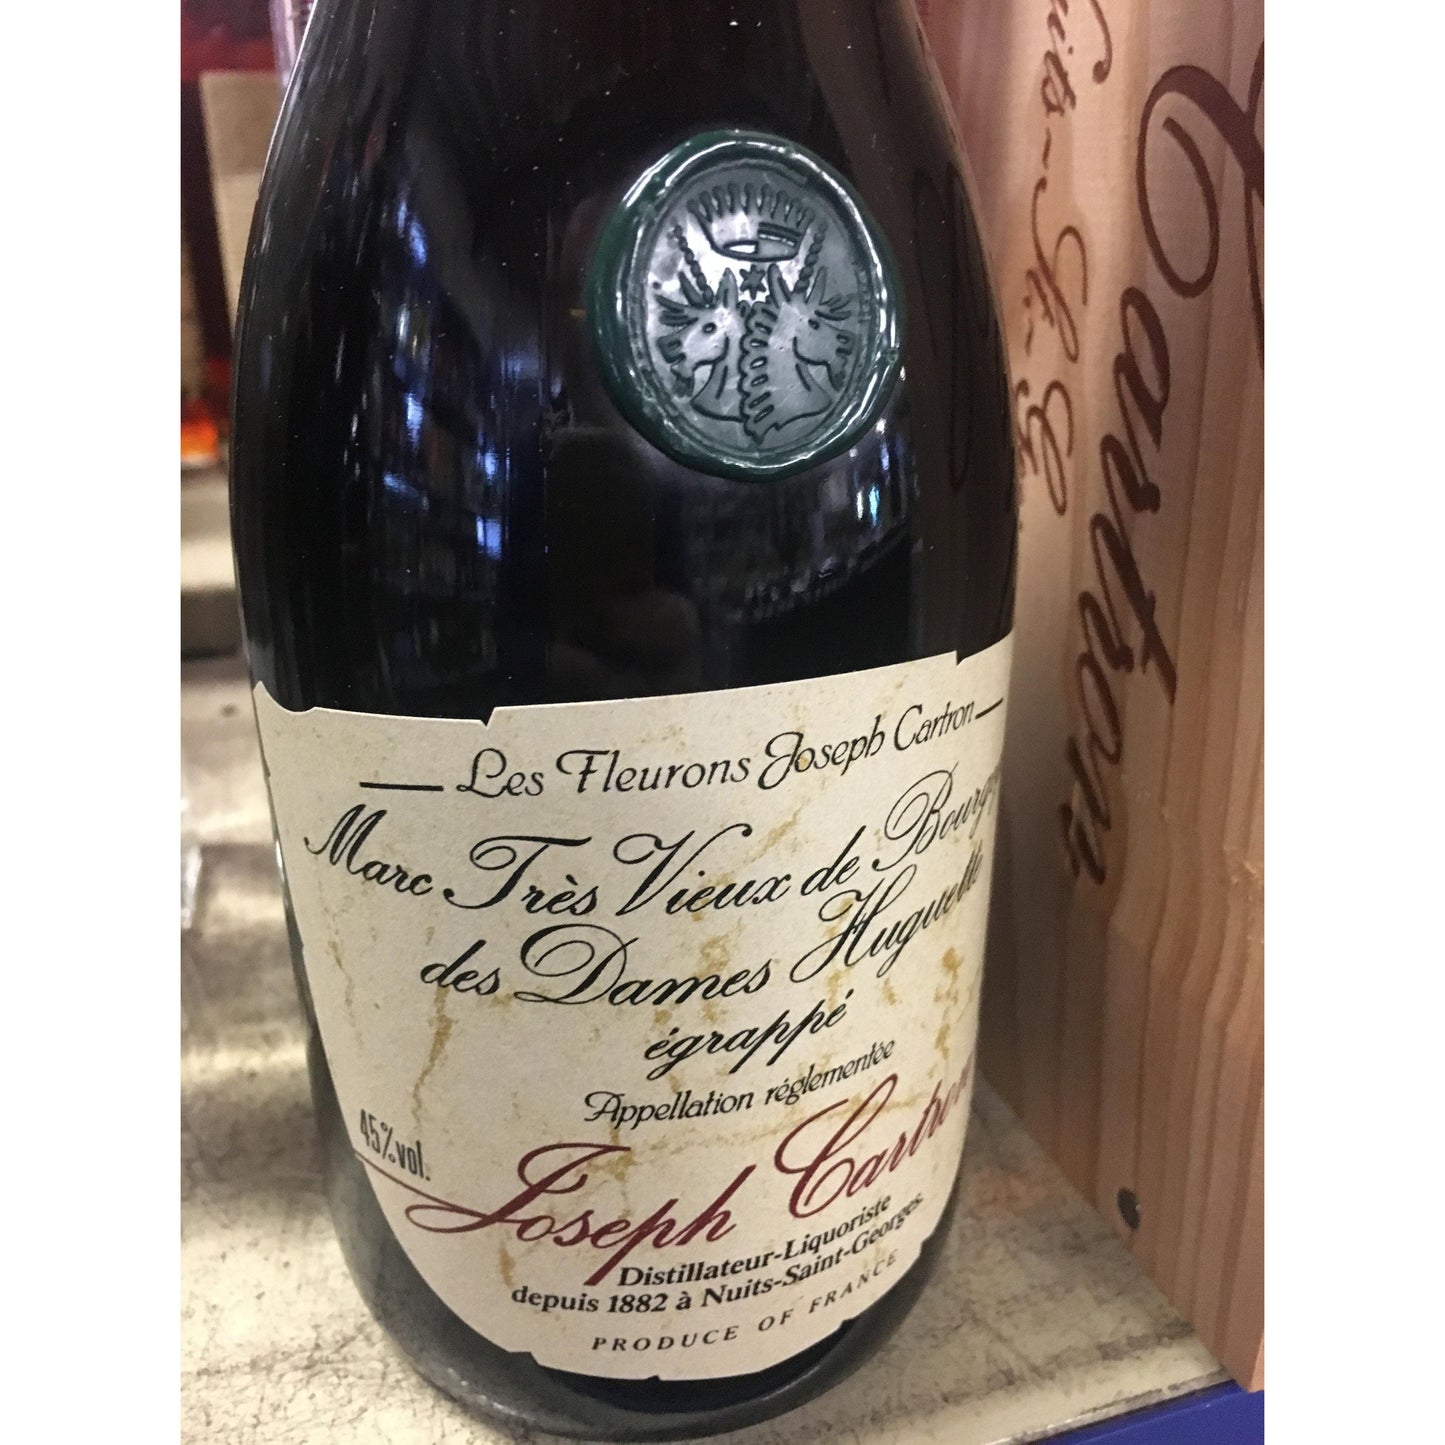 Les Fleurons Joseph Cartron
Marc Très Vieux de
des Dames Huguette
égrappé
Appellation réglementée
45%vol.
Joseph Cartron
Distillateur-Liquoriste
depuis 1882 à Nuits-Saint-Georges
PRODUCE OF FRANCE
Cartron